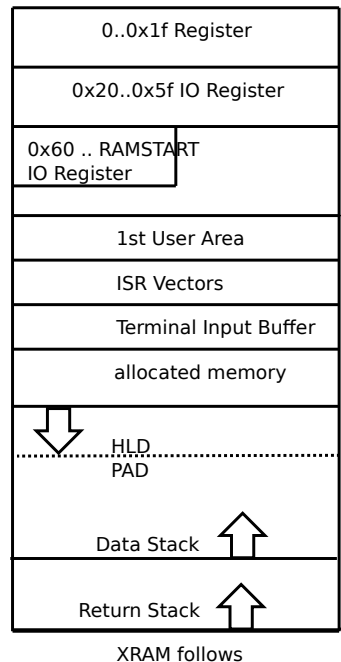 0..0x1f Register
0x20..0x5f IO Register
0x60 .. RAMSTART
IO Register
1st User Area
ISR Vectors
Terminal Input Buffer
allocated memory
HLD
PAD
Data Stack
Return Stack
XRAM follows